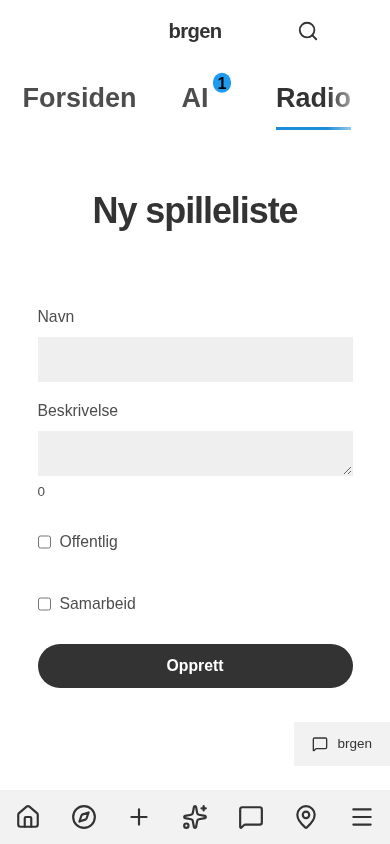 brgen
Forsiden AI 1 Radio
Ny spilleliste
Navn
Beskrivelse
0
Offentlig
Samarbeid
Opprett
brgen